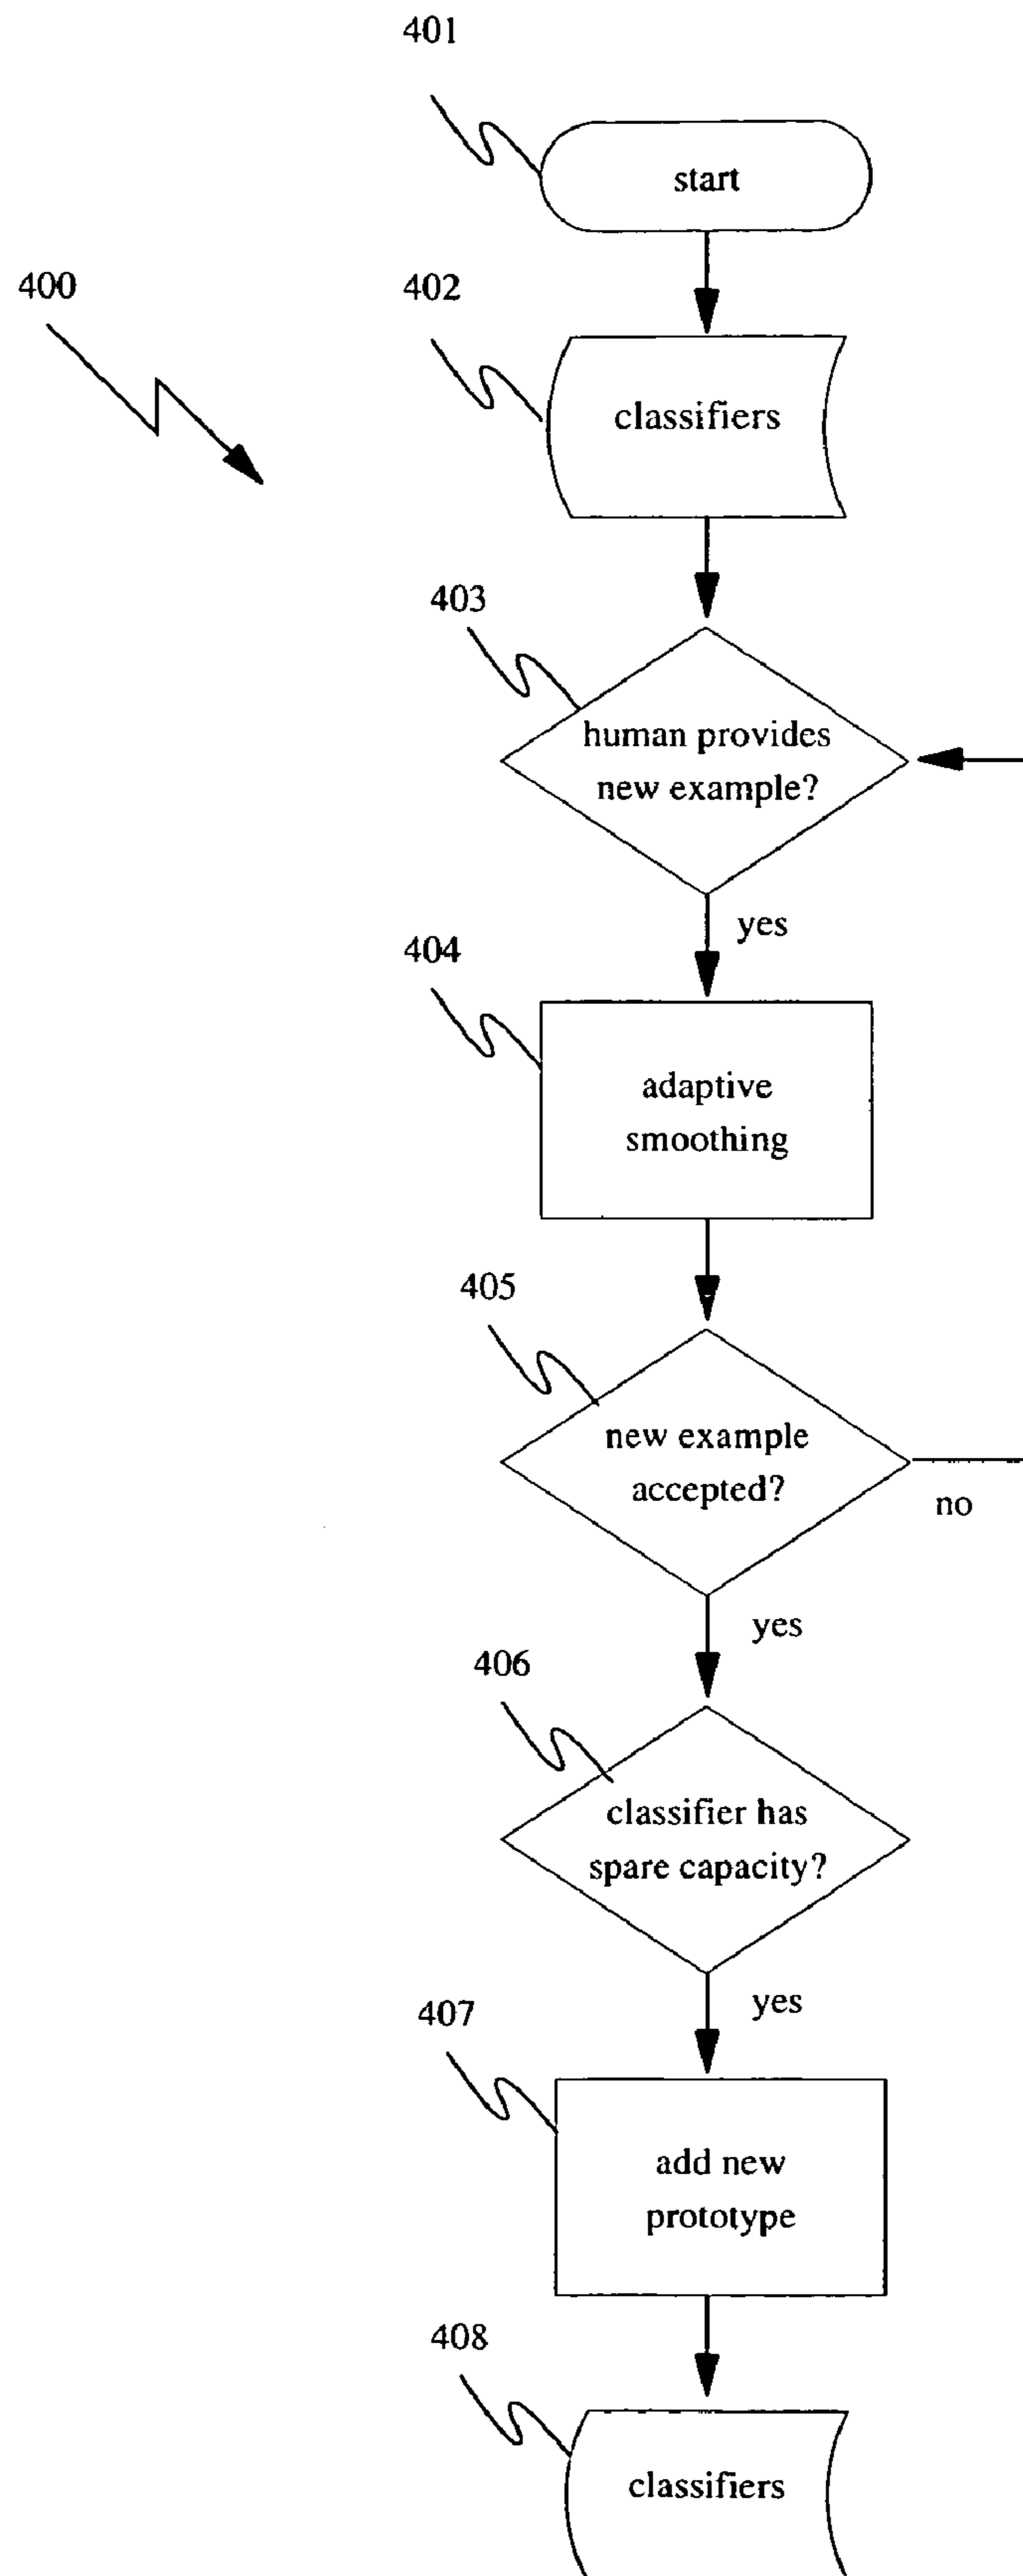 401
start
400
402
classifiers
403
human provides
new example?
yes
404
adaptive
smoothing
405
new example
accepted?
no
yes
406
classifier has
spare capacity?
yes
407
add new
prototype
408
classifiers